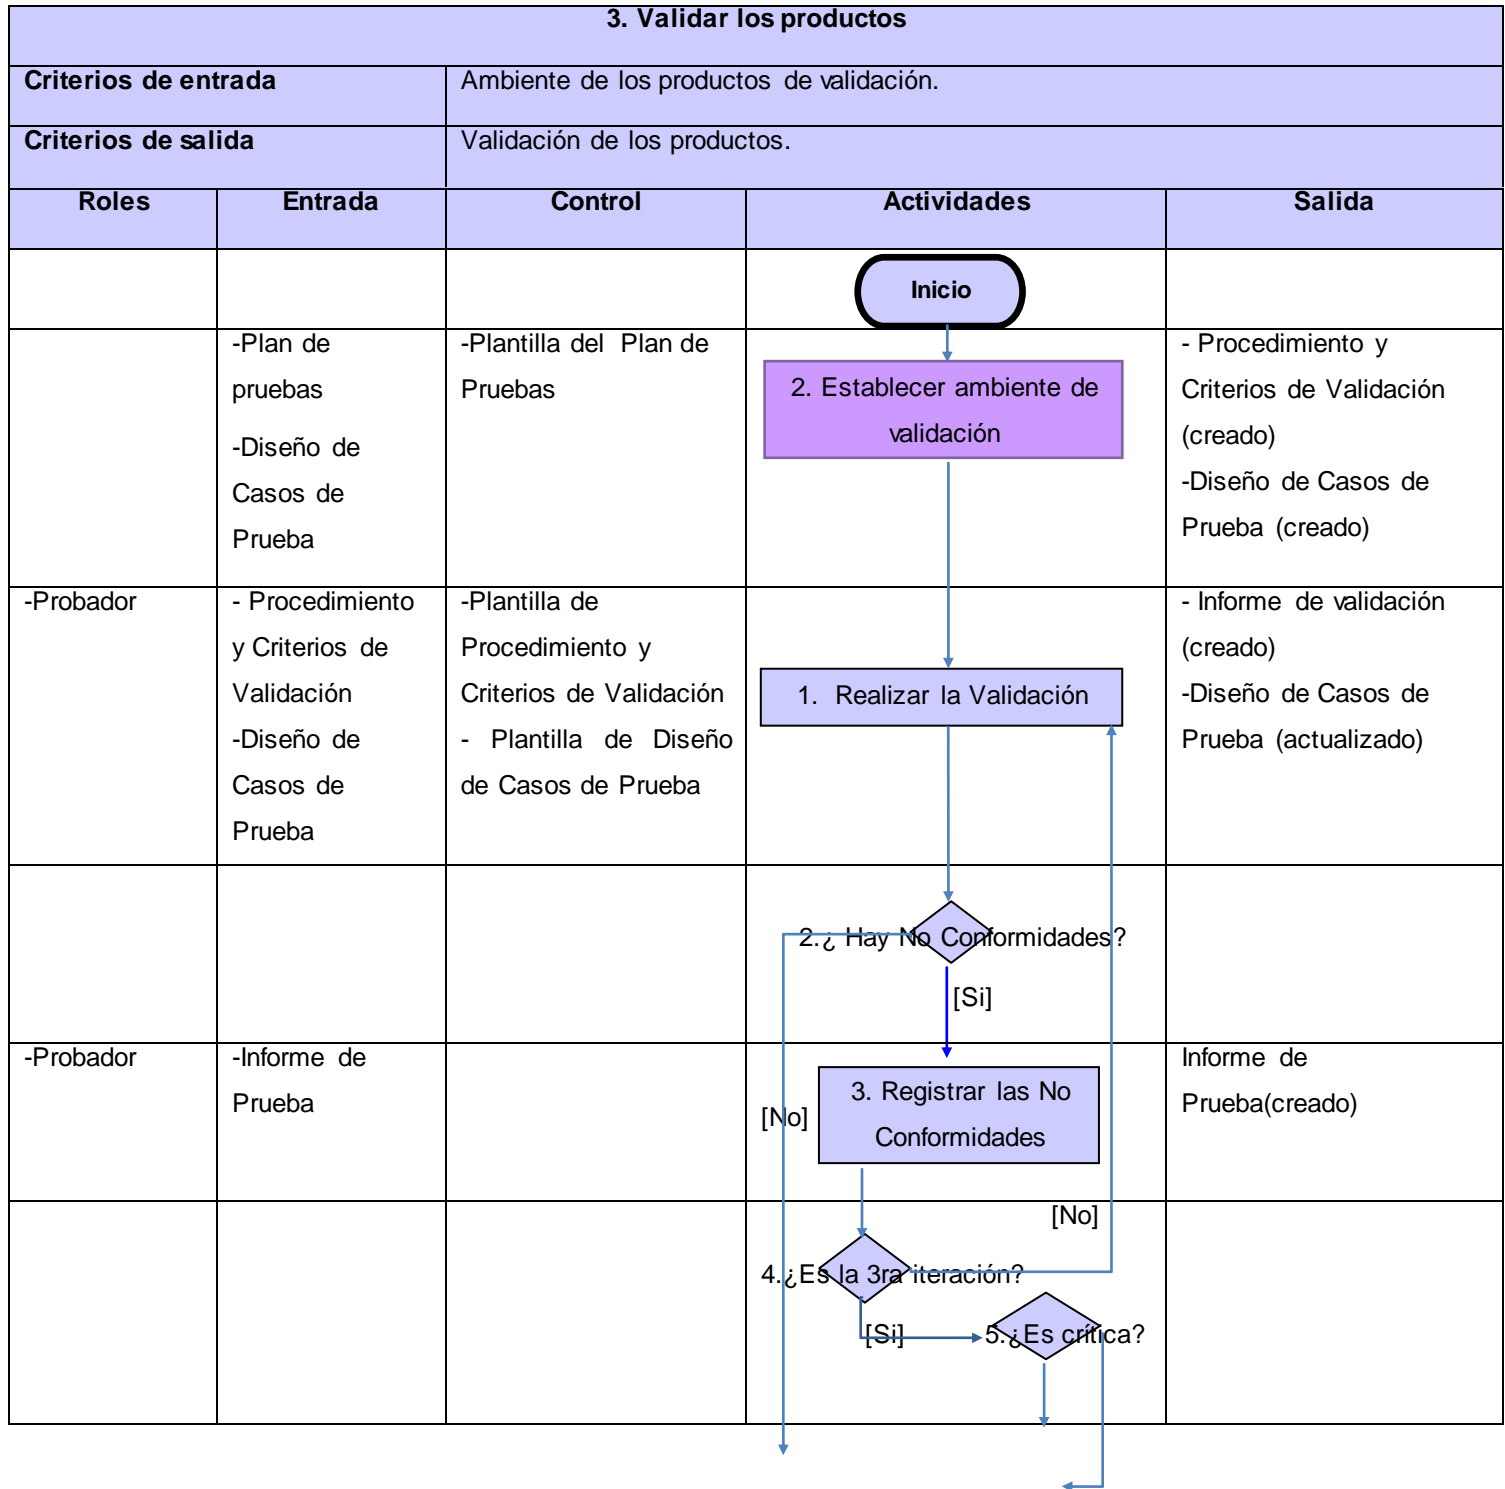 3. Validar los productos
Criterios de entrada
Ambiente de los productos de validación.
Criterios de salida
Validación de los productos.
Roles
Entrada
Control
Actividades
Salida
Inicio
-Plan de
pruebas
-Diseño de
Casos de
Prueba
-Plantilla del Plan de
Pruebas
2. Establecer ambiente de
validación
- Procedimiento y
Criterios de Validación
(creado)
-Diseño de Casos de
Prueba (creado)
-Probador
- Procedimiento
y Criterios de
Validación
-Diseño de
Casos de
Prueba
-Plantilla de
Procedimiento y
Criterios de Validación
- Plantilla de Diseño
de Casos de Prueba
1. Realizar la Validación
- Informe de validación
(creado)
-Diseño de Casos de
Prueba (actualizado)
2.¿ Hay No Conformidades?
[Si]
-Probador
-Informe de
Prueba
[No]
3. Registrar las No
Conformidades
Informe de
Prueba(creado)
[No]
4.¿Es la 3ra iteración?
[Si]
5.¿Es crítica?